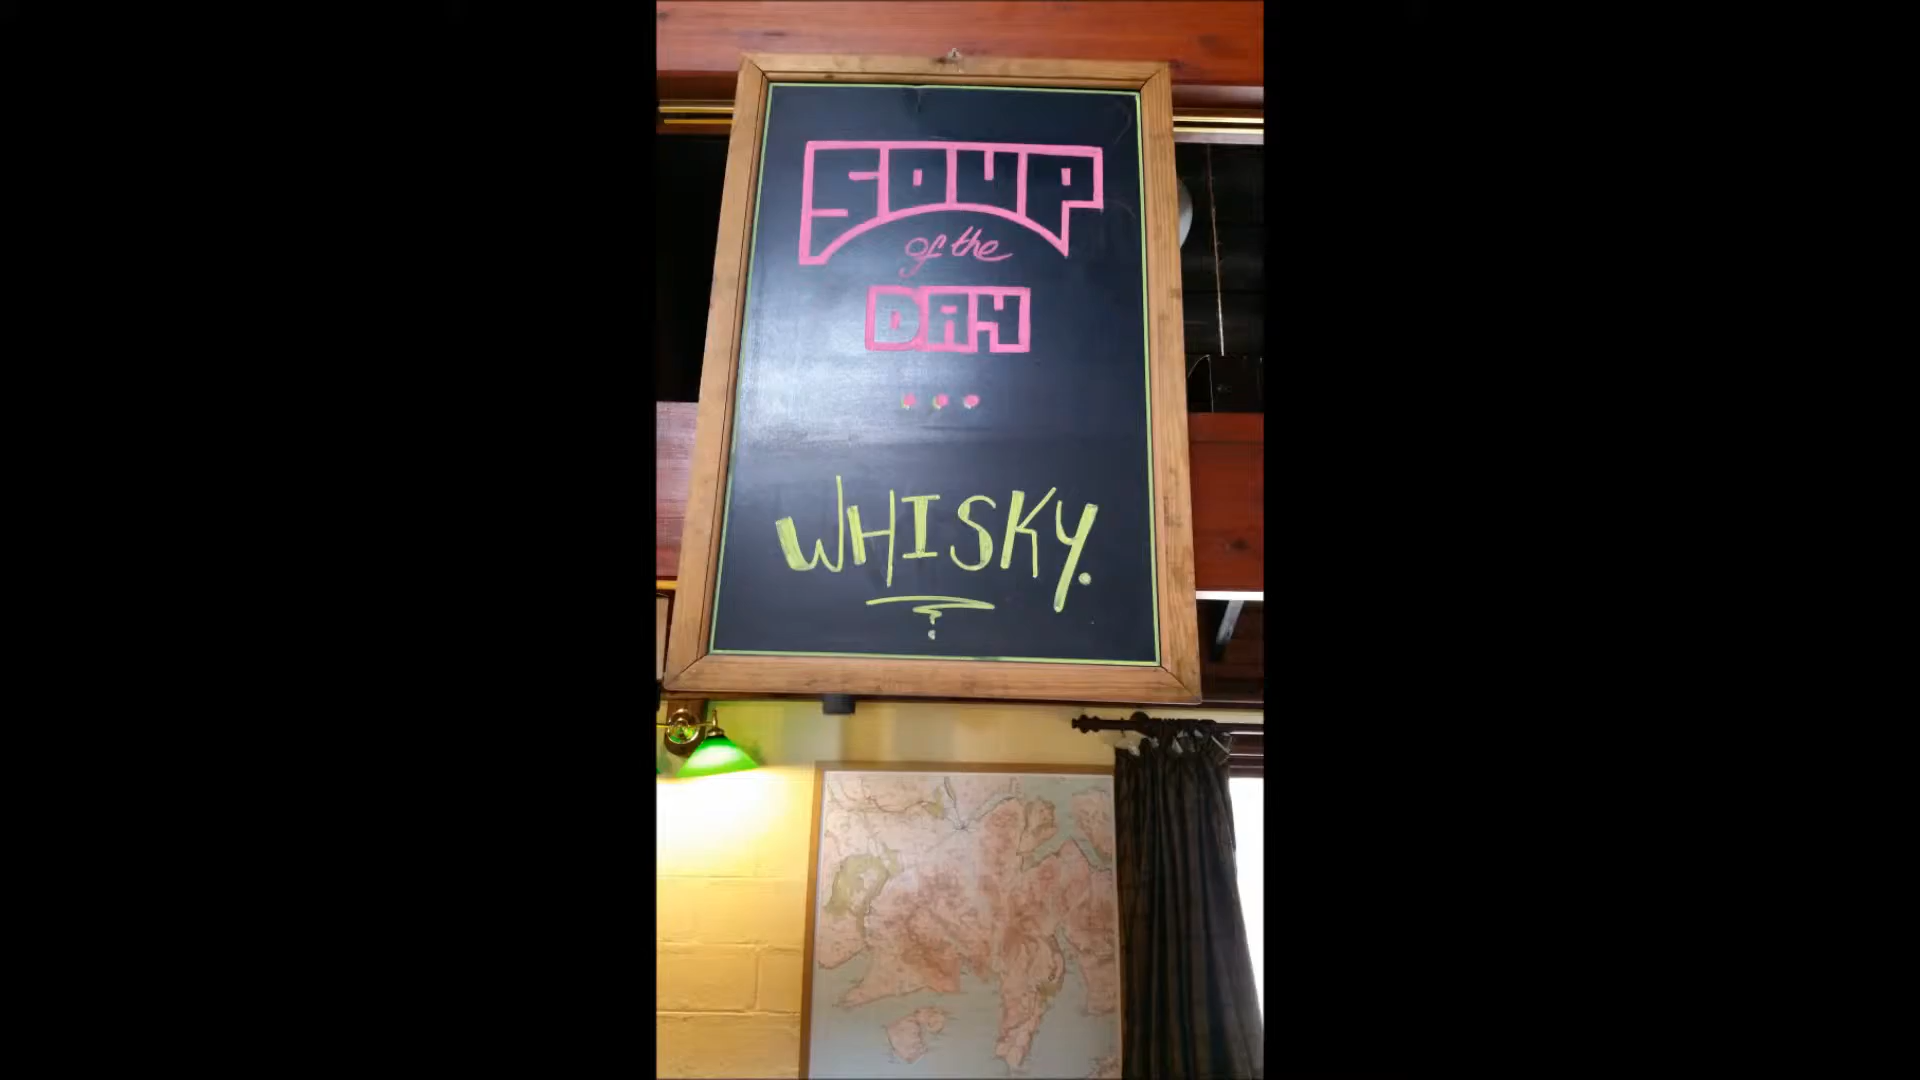 SOUP
of the
DAY
...
WHISKY.